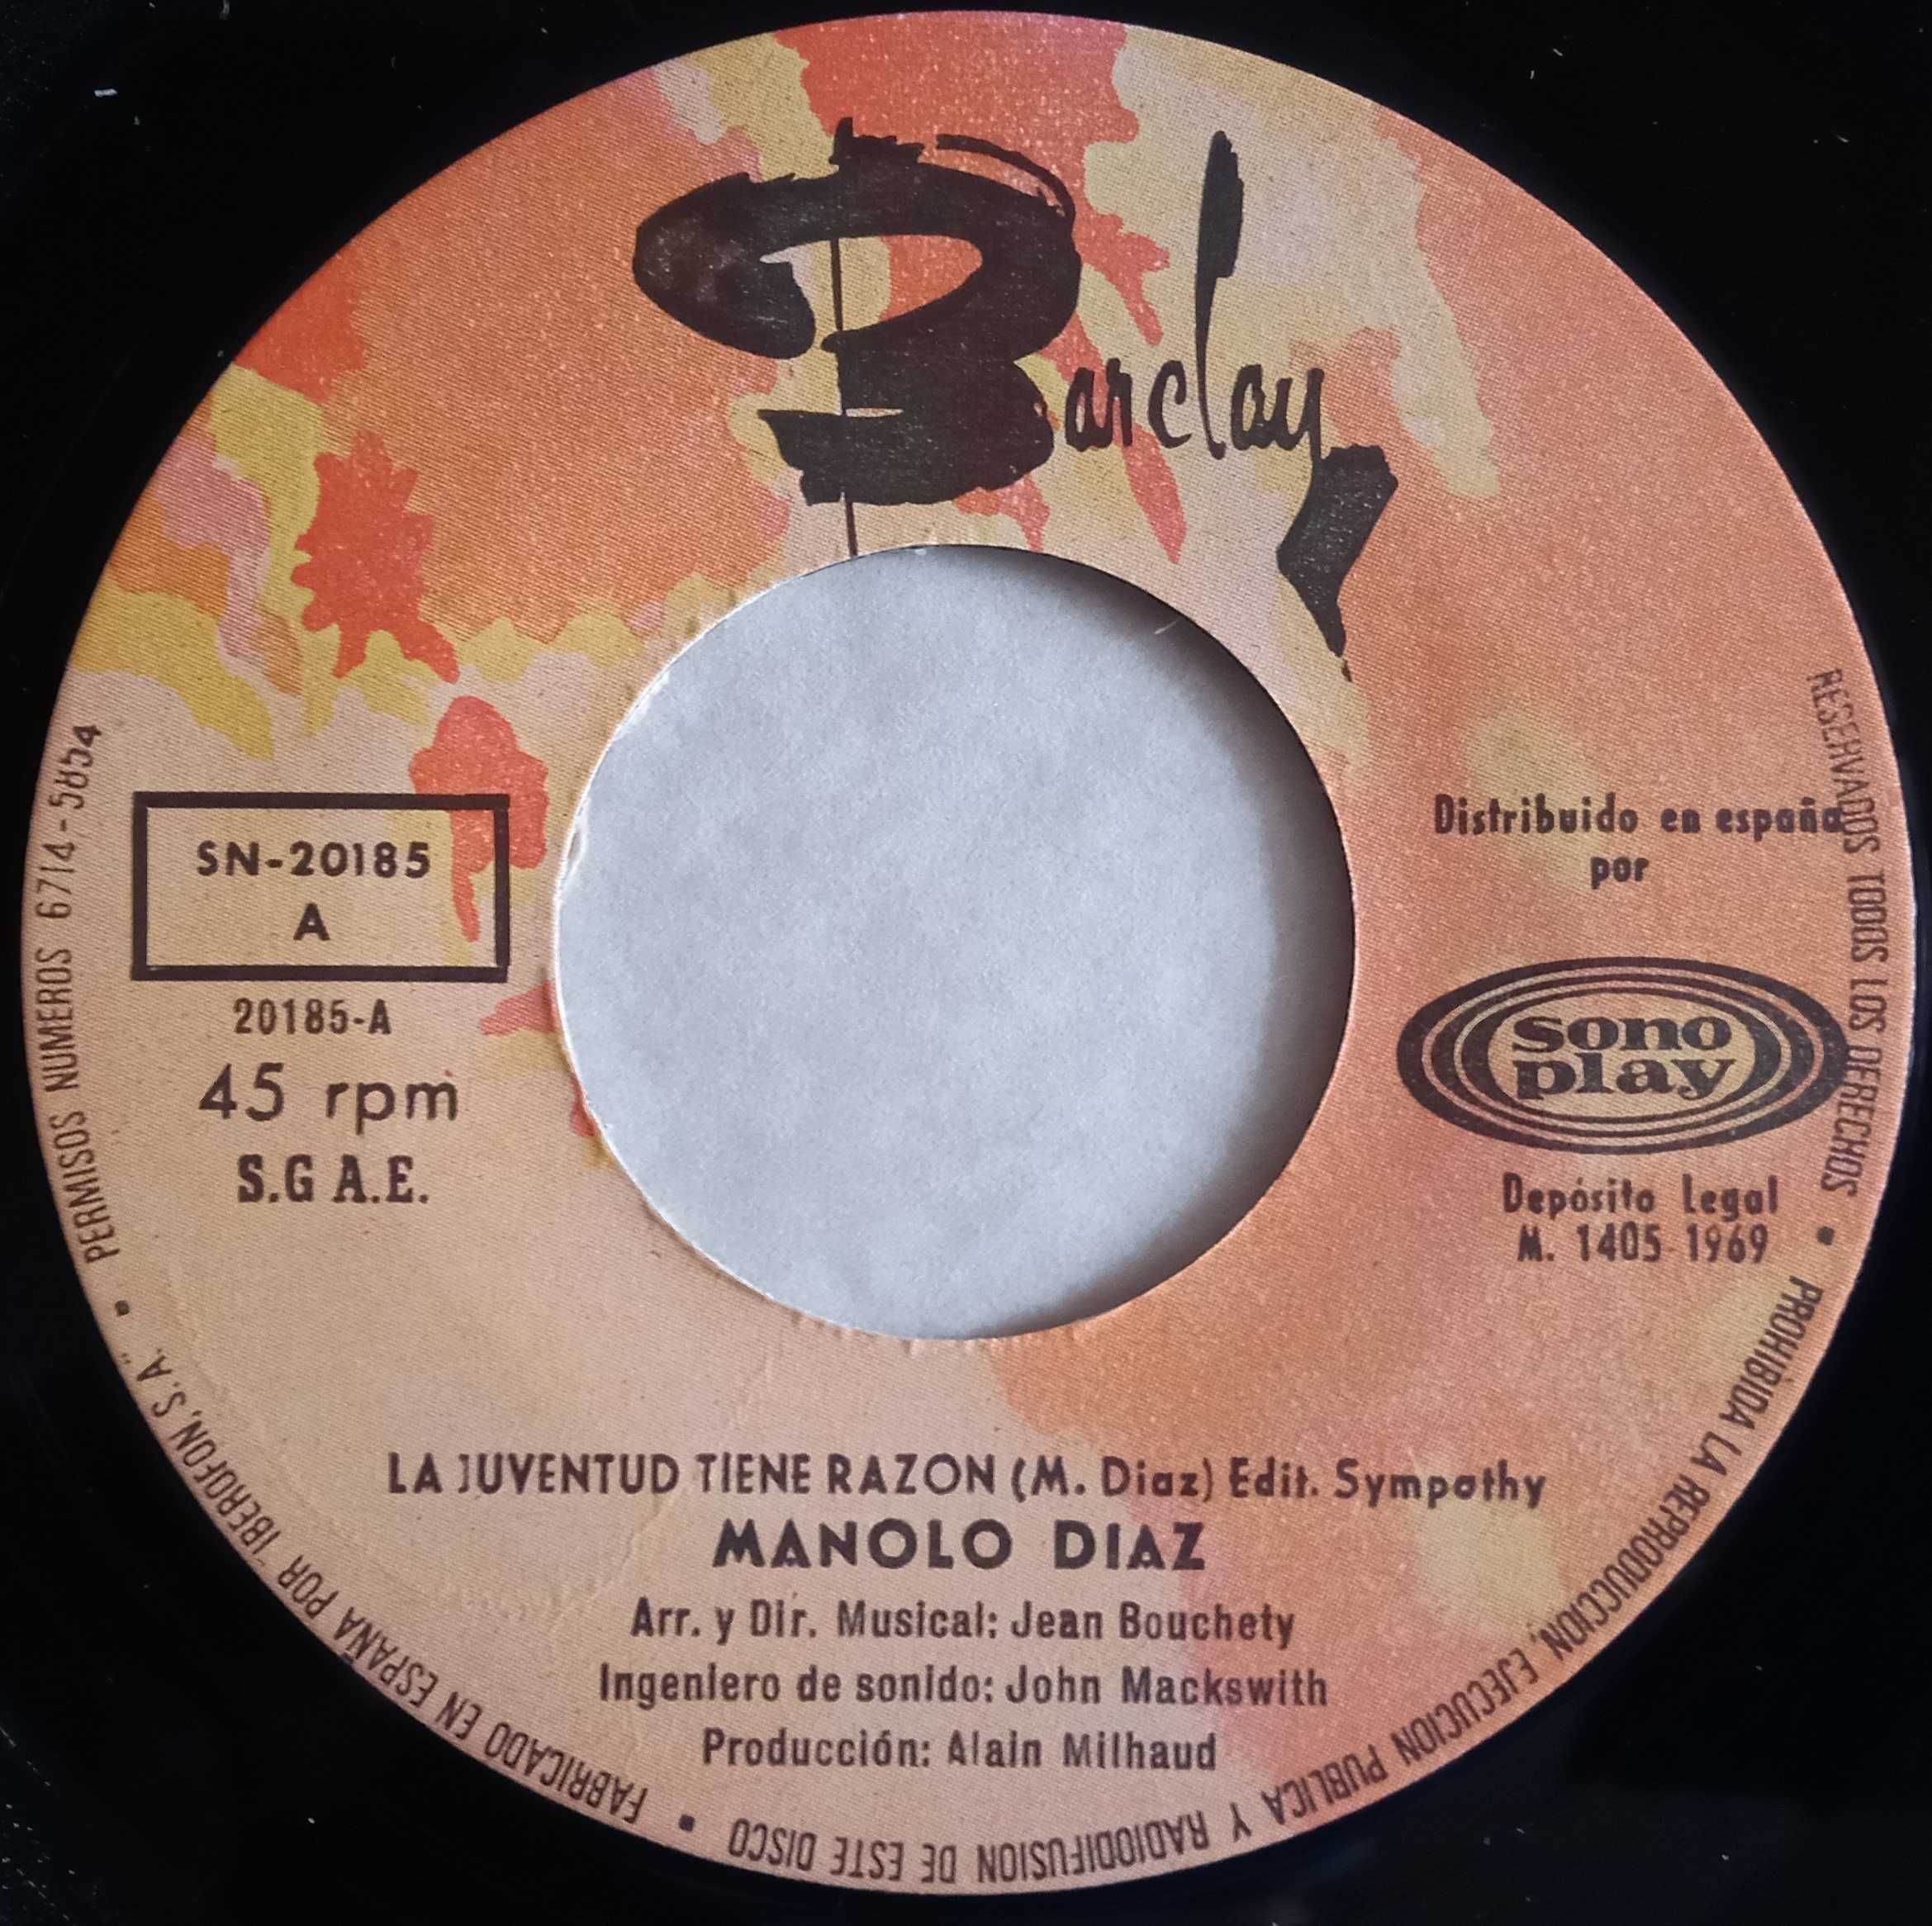 Barclay
SN-20185
A
20185-A
45 rpm
S.G A.E.
Distribuido en españa
por
sono
play
Depósito Legal
M. 1405-1969
LA JUVENTUD TIENE RAZON (M. Diaz) Edit. Sympathy
MANOLO DIAZ
Arr. y Dir. Musical: Jean Bouchety
Ingeniero de sonido: John Mackswith
Producción: Alain Milhaud
RESERVADOS TODOS LOS DERECHOS • PROHIBIDA LA REPRODUCCION, EJECUCION PUBLICA Y RADIODIFUSION DE ESTE DISCO • FABRICADO EN ESPAÑA POR "IBEROFON, S.A." • PERMISOS NUMEROS 6714-5854